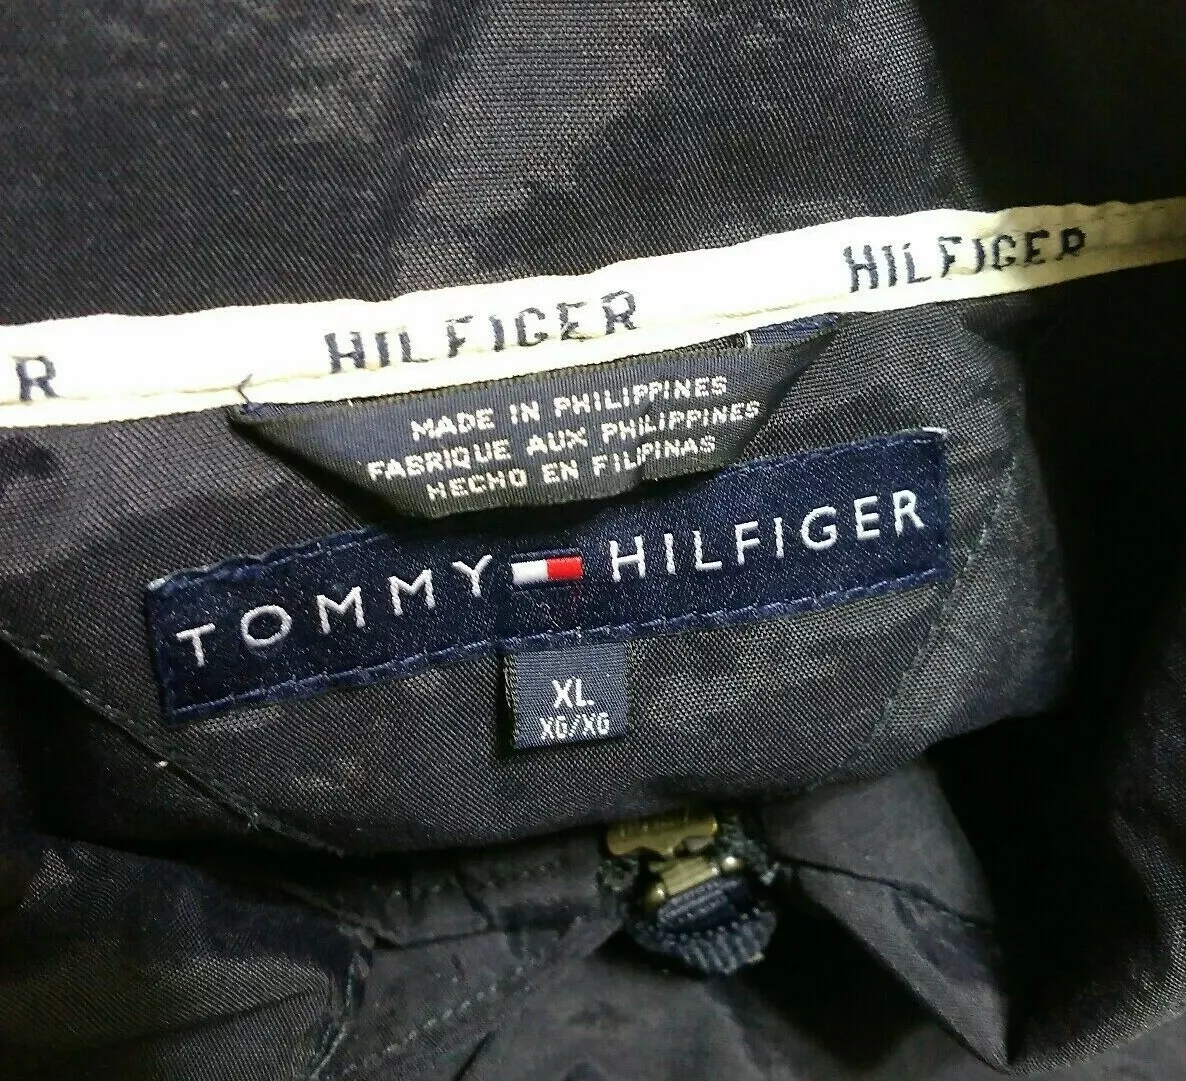 R HILFIGER HILFIGER
MADE IN PHILIPPINES
FABRIQUE AUX PHILIPPINES
HECHO EN FILIPINAS
TOMMY HILFIGER
XL
XG/XG